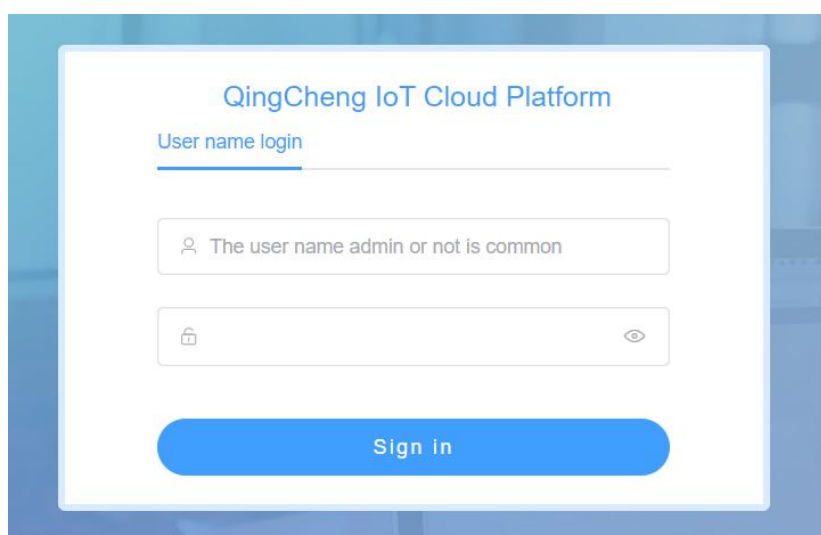 QingCheng IoT Cloud Platform
User name login
The user name admin or not is common
Sign in